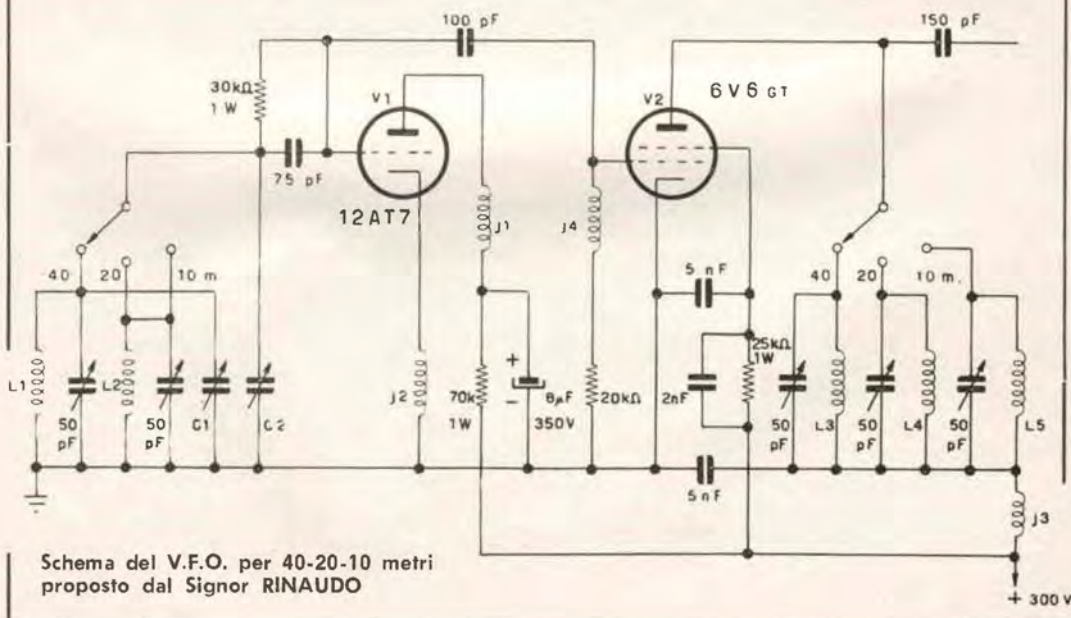 100 pF
150 pF
30kΩ
1 W
V1
V2
6V6 GT
75 pF
12AT7
j1
j4
40
20
10 m
5 nF
40
20
10 m.
L1
50
pF
L2
50
pF
C1
C2
j2
70k
1W
+
-
8µF
350V
20kΩ
2nF
25kΩ
1W
50
pF
L3
50
pF
L4
50
pF
L5
5 nF
j3
+ 300 V
Schema del V.F.O. per 40-20-10 metri
proposto dal Signor RINAUDO